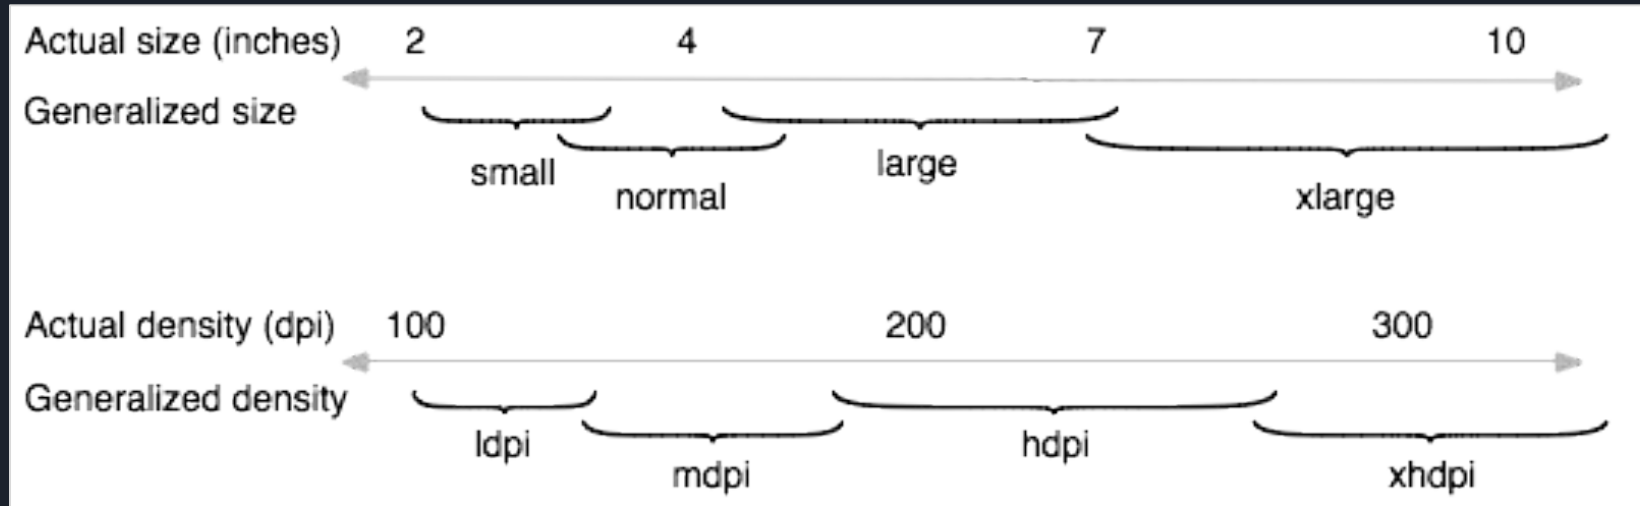 Actual size (inches) 2 4 7 10
Generalized size
small
normal
large
xlarge
Actual density (dpi) 100 200 300
Generalized density
ldpi
mdpi
hdpi
xhdpi